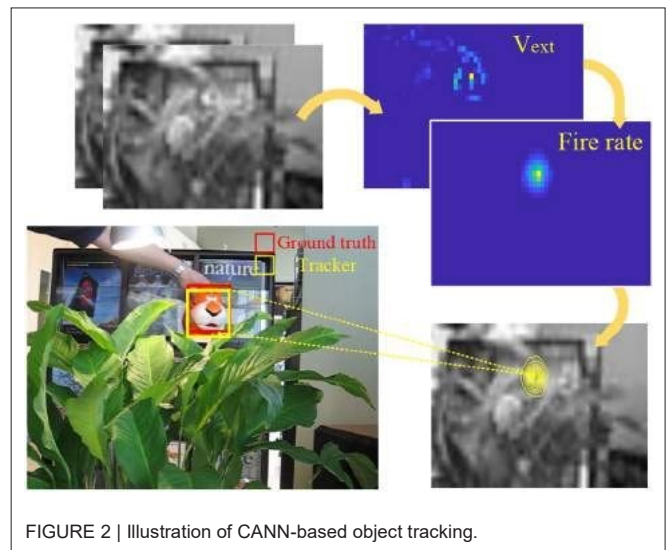 Vext
Fire rate
Ground truth
nature
Tracker
FIGURE 2 | Illustration of CANN-based object tracking.